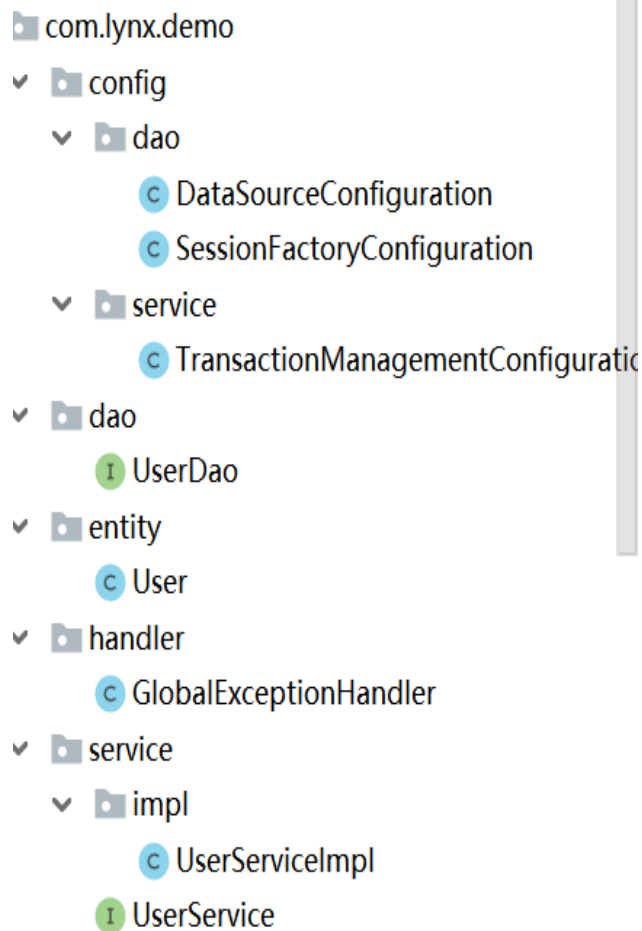 com.lynx.demo
config
dao
C DataSourceConfiguration
C SessionFactoryConfiguration
service
C TransactionManagementConfiguratio
dao
I UserDao
entity
C User
handler
C GlobalExceptionHandler
service
impl
C UserServiceImpl
I UserService